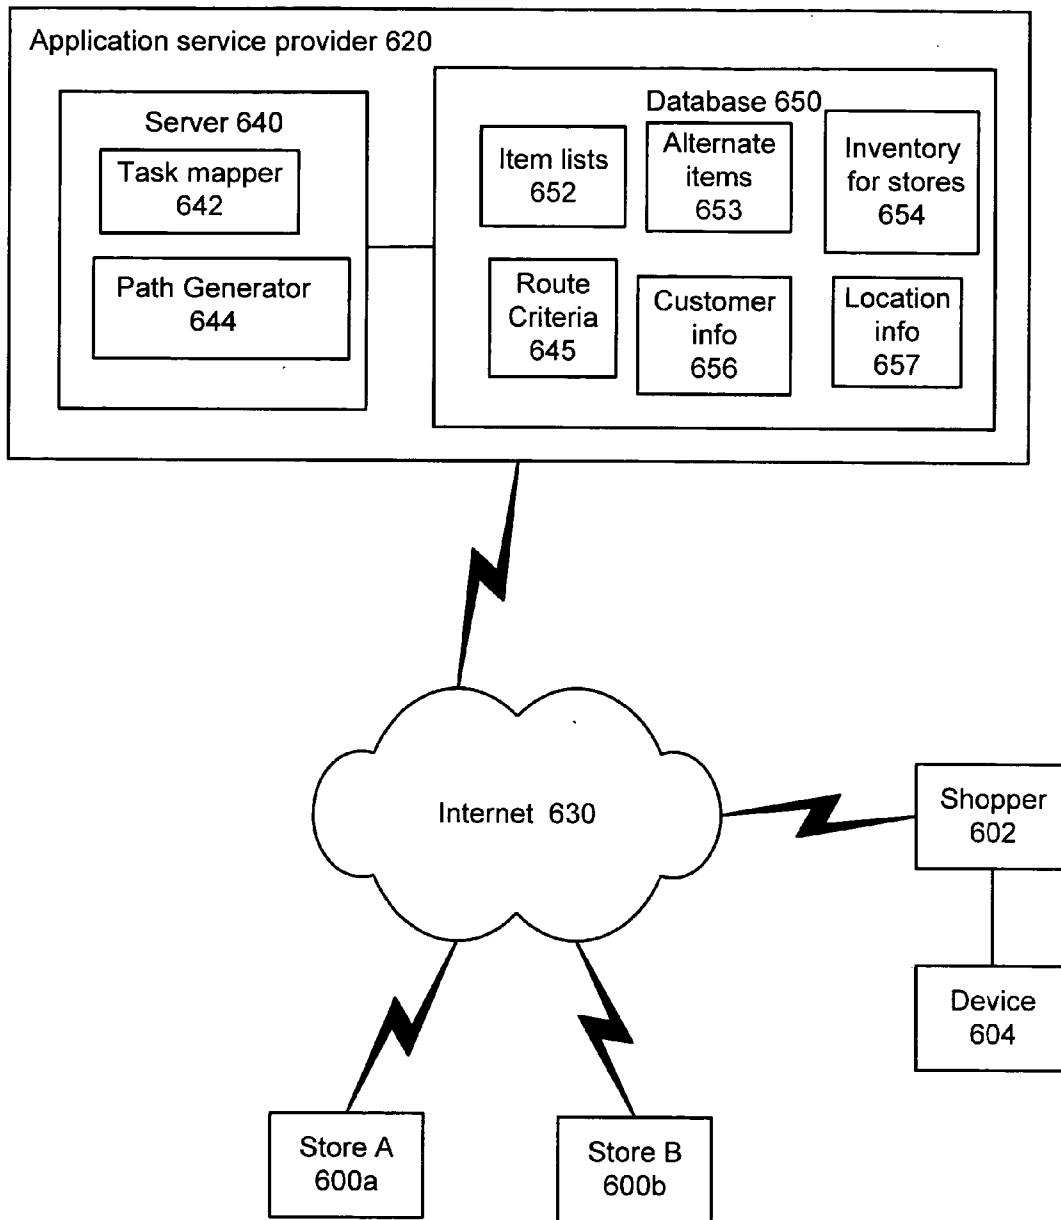 Application service provider 620
Server 640
Task mapper
642
Path Generator
644
Database 650
Item lists
652
Alternate
items
653
Inventory
for stores
654
Route
Criteria
645
Customer
info
656
Location
info
657
Internet 630
Shopper
602
Device
604
Store A
600a
Store B
600b